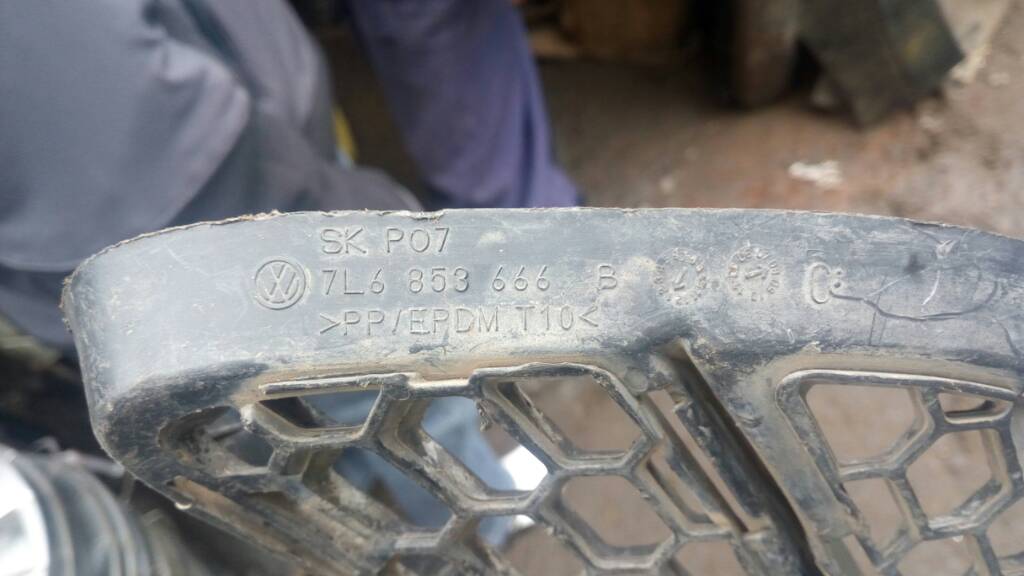 SK P07
7L6 853 666 B
>PP/EPDM T10<